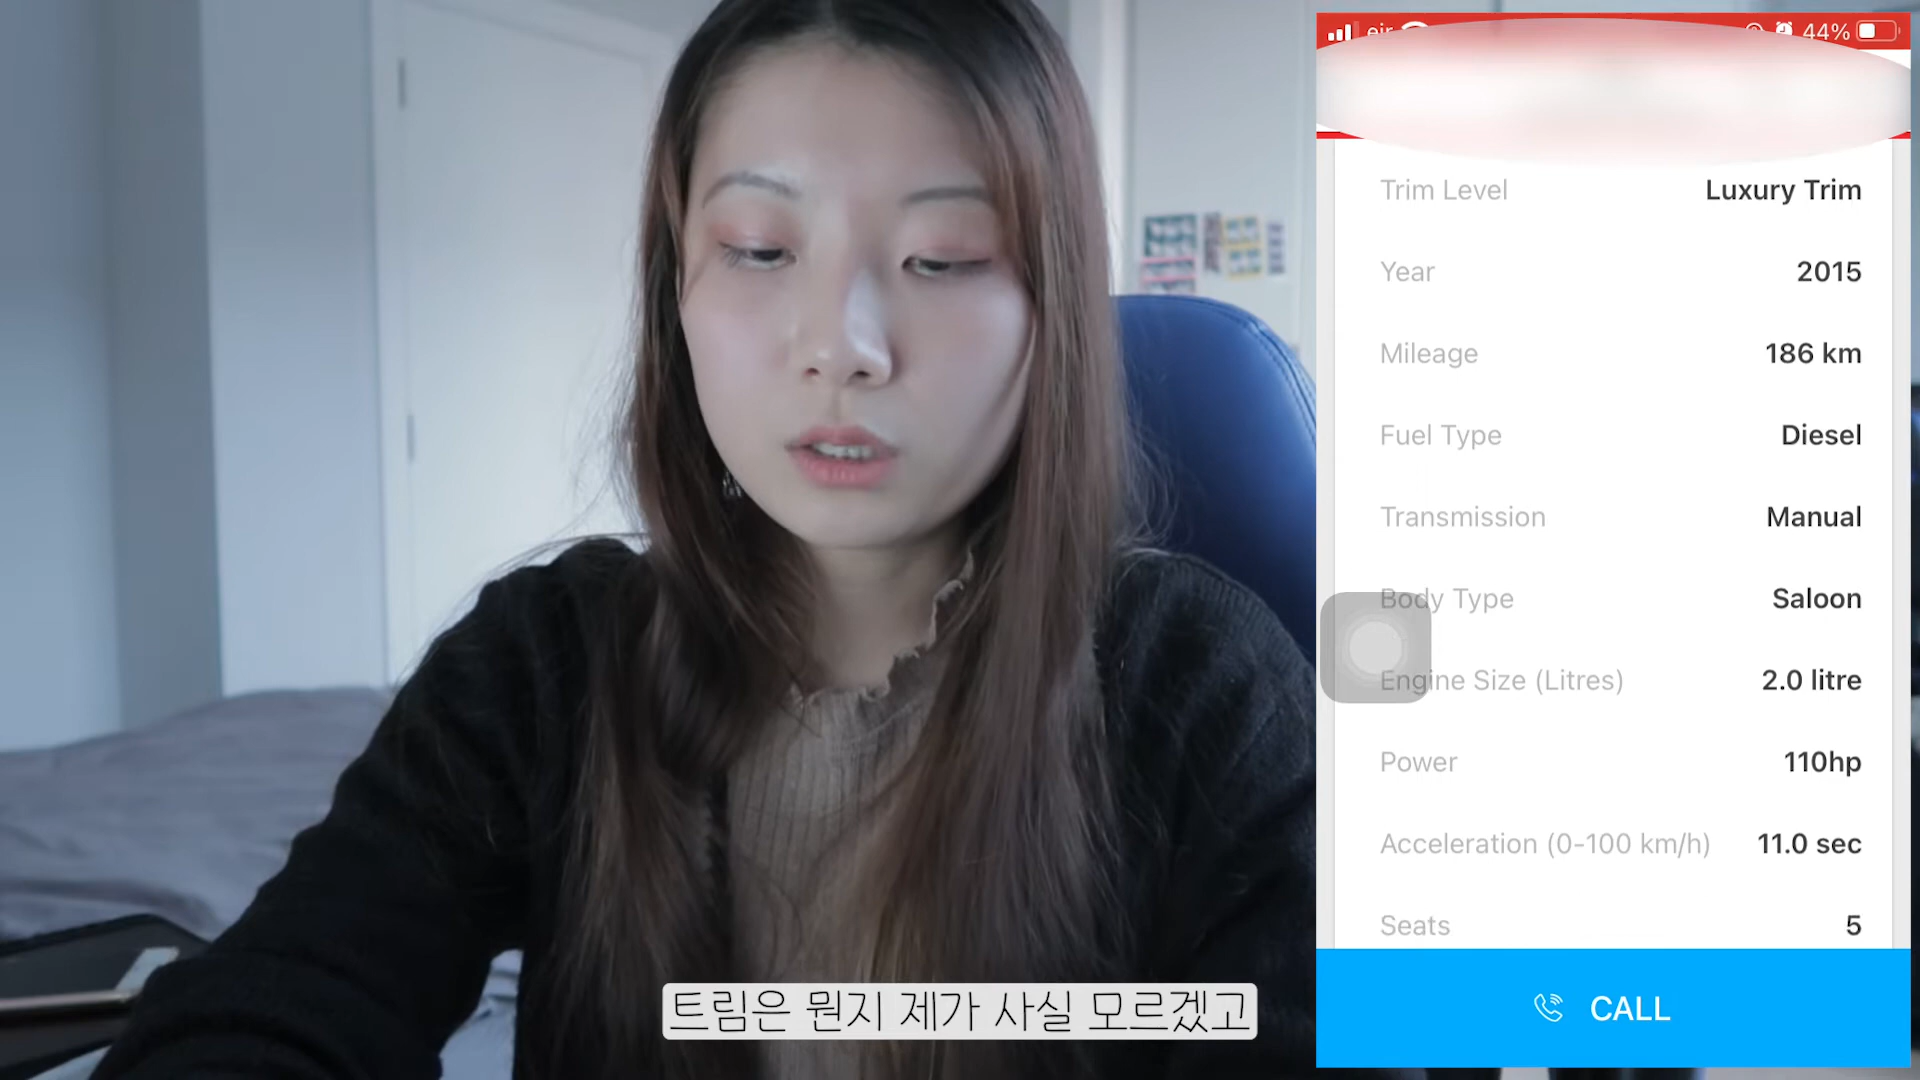 eir 44%
Trim Level Luxury Trim
Year 2015
Mileage 186 km
Fuel Type Diesel
Transmission Manual
Body Type Saloon
Engine Size (Litres) 2.0 litre
Power 110hp
Acceleration (0-100 km/h) 11.0 sec
Seats 5
CALL
트림은 뭔지 제가 사실 모르겠고